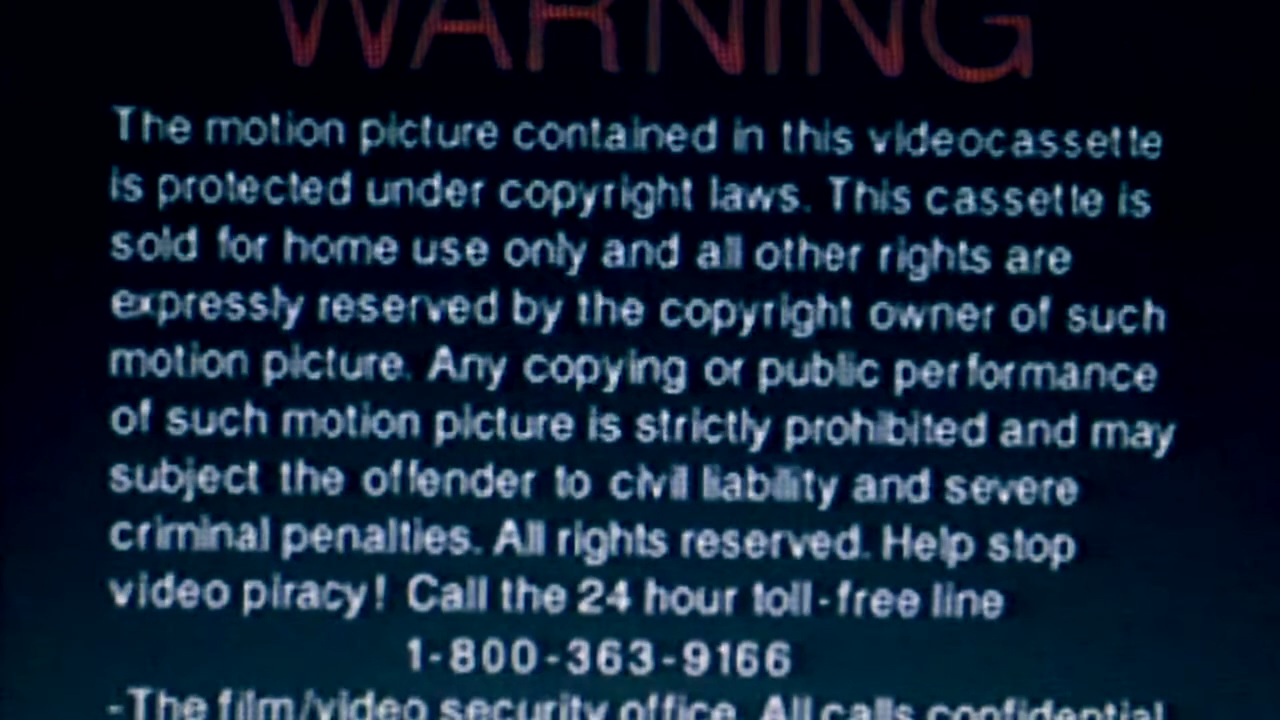 WARNING
The motion picture contained in this videocassette
is protected under copyright laws. This cassette is
sold for home use only and all other rights are
expressly reserved by the copyright owner of such
motion picture. Any copying or public performance
of such motion picture is strictly prohibited and may
subject the offender to civil liability and severe
criminal penalties. All rights reserved. Help stop
video piracy! Call the 24 hour toll-free line
1-800-363-9166
-The film/video security office. All calls confidential